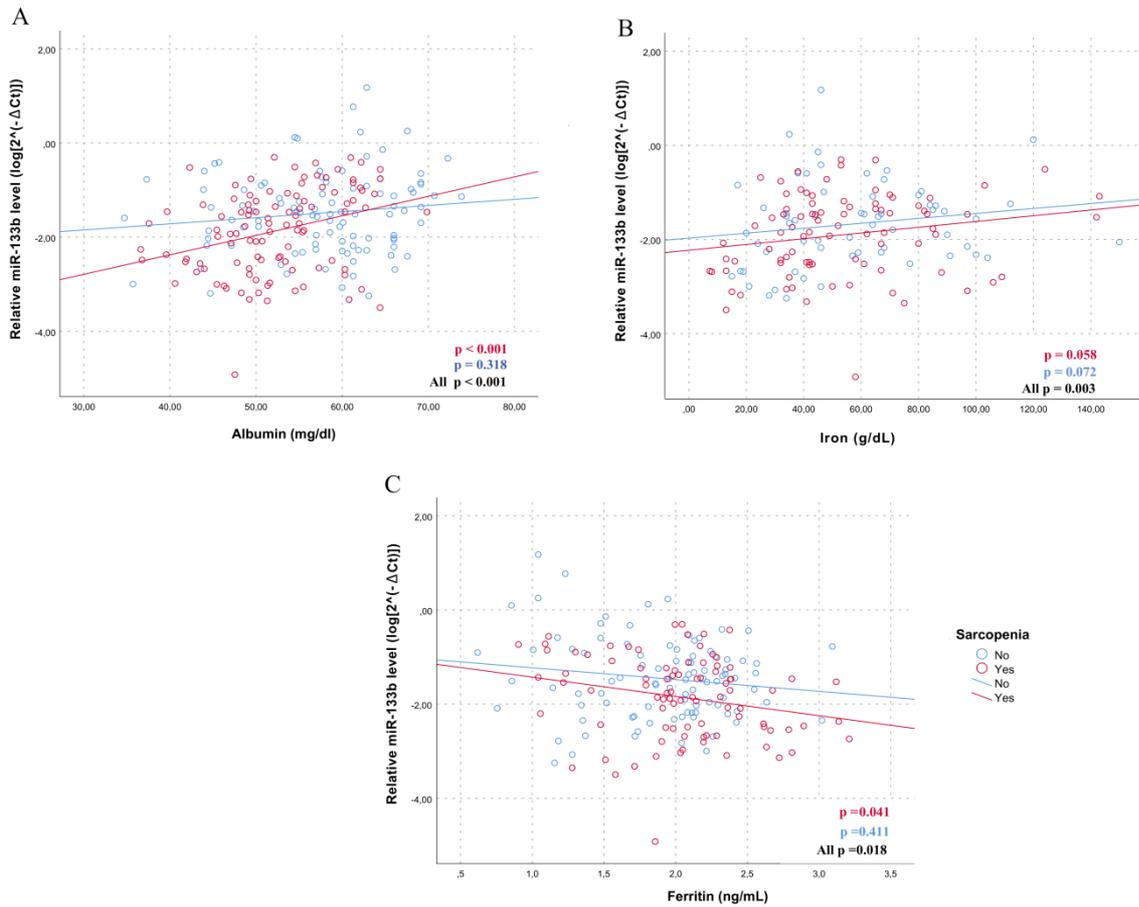 A
Relative miR-133b level (log[2^(-ΔCt)])
2,00
,00
-2,00
-4,00
p < 0.001
p = 0.318
All p < 0.001
30,00 40,00 50,00 60,00 70,00 80,00
Albumin (mg/dl)
B
Relative miR-133b level (log[2^(-ΔCt)])
2,00
,00
-2,00
-4,00
p = 0.058
p = 0.072
All p = 0.003
,00 20,00 40,00 60,00 80,00 100,00 120,00 140,00
Iron (g/dL)
C
Relative miR-133b level (log[2^(-ΔCt)])
2,00
,00
-2,00
-4,00
p =0.041
p =0.411
All p =0.018
,5 1,0 1,5 2,0 2,5 3,0 3,5
Ferritin (ng/mL)
Sarcopenia
No
Yes
No
Yes